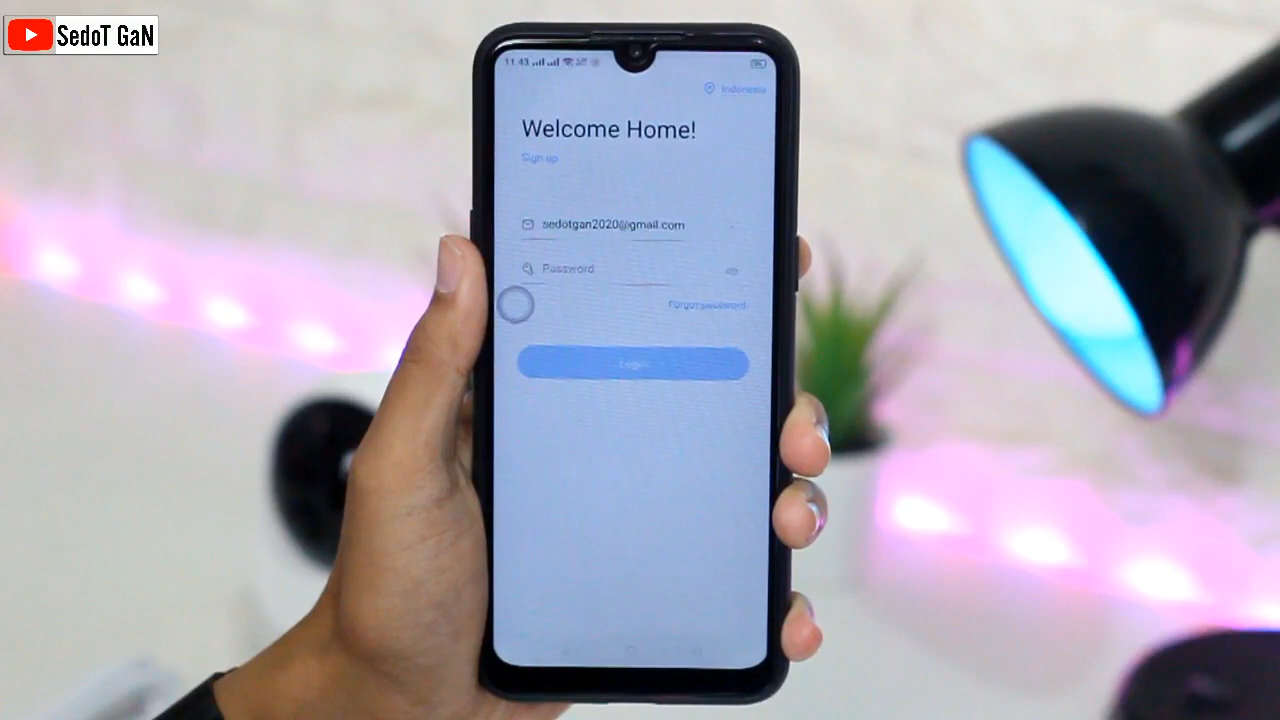 SedoT GaN
11.43
Indonesia
Welcome Home!
Sign up
sedotgan2020@gmail.com
Password
Forgot password
Login